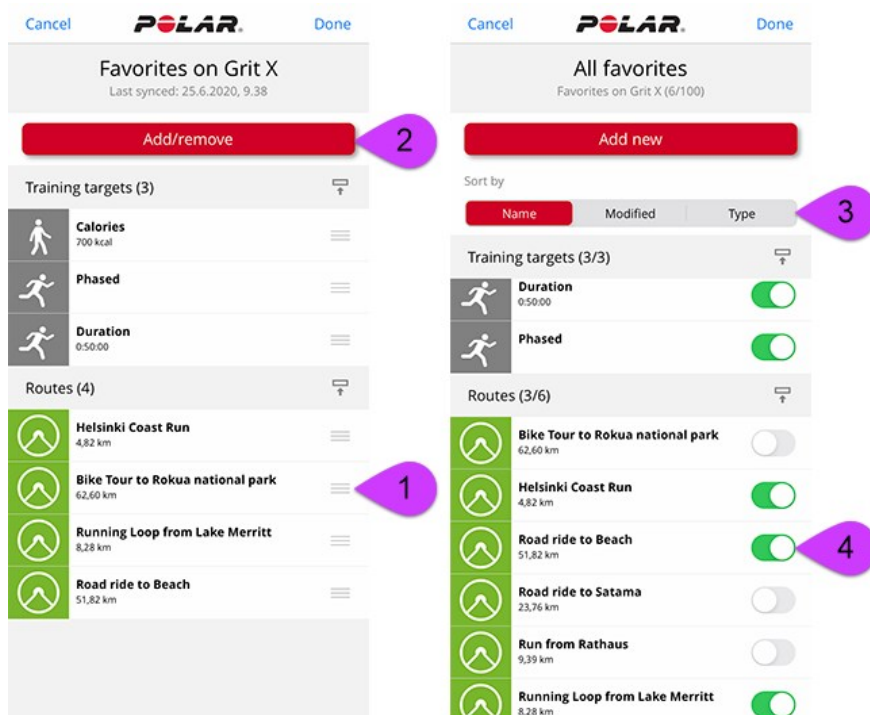 Cancel
POLAR.
Done
Favorites on Grit X
Last synced: 25.6.2020, 9.38
Add/remove
2
Training targets (3)
Calories
700 kcal
Phased
Duration
0:50:00
Routes (4)
Helsinki Coast Run
4,82 km
Bike Tour to Rokua national park
62,60 km
1
Running Loop from Lake Merritt
8,28 km
Road ride to Beach
51,82 km
Cancel
POLAR.
Done
All favorites
Favorites on Grit X (6/100)
Add new
Sort by
Name Modified Type
3
Training targets (3/3)
Duration
0:50:00
Phased
Routes (3/6)
Bike Tour to Rokua national park
62,60 km
Helsinki Coast Run
4,82 km
Road ride to Beach
51,82 km
4
Road ride to Satama
23,76 km
Run from Rathaus
9,39 km
Running Loop from Lake Merritt
8,28 km